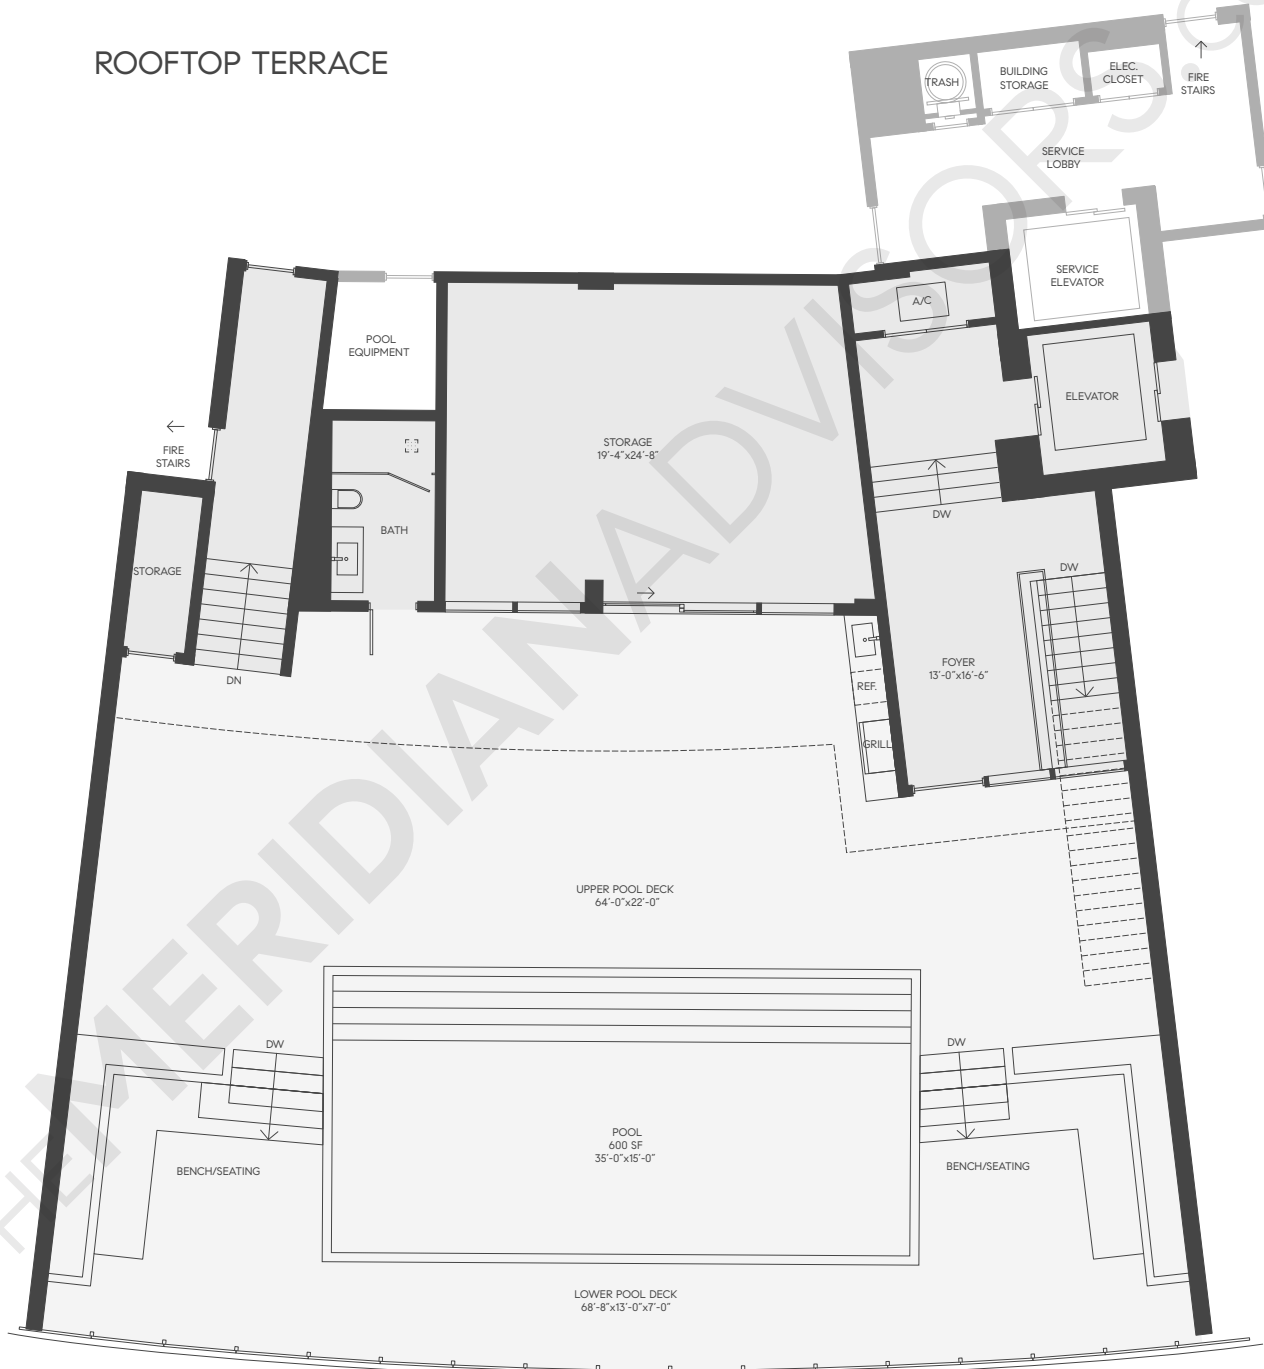 ROOFTOP TERRACE
TRASH
BUILDING
STORAGE
ELEC.
CLOSET
FIRE
STAIRS
SERVICE
LOBBY
SERVICE
ELEVATOR
A/C
POOL
EQUIPMENT
ELEVATOR
FIRE
STAIRS
STORAGE
19'-4"x24'-8"
DW
BATH
STORAGE
DW
FOYER
13'-0"x16'-6"
DN
REF.
GRILL
UPPER POOL DECK
64'-0"x22'-0"
DW
DW
POOL
600 SF
35'-0"x15'-0"
BENCH/SEATING
BENCH/SEATING
LOWER POOL DECK
68'-8"x13'-0"x7'-0"
HEMERIDIANADVISORS.C